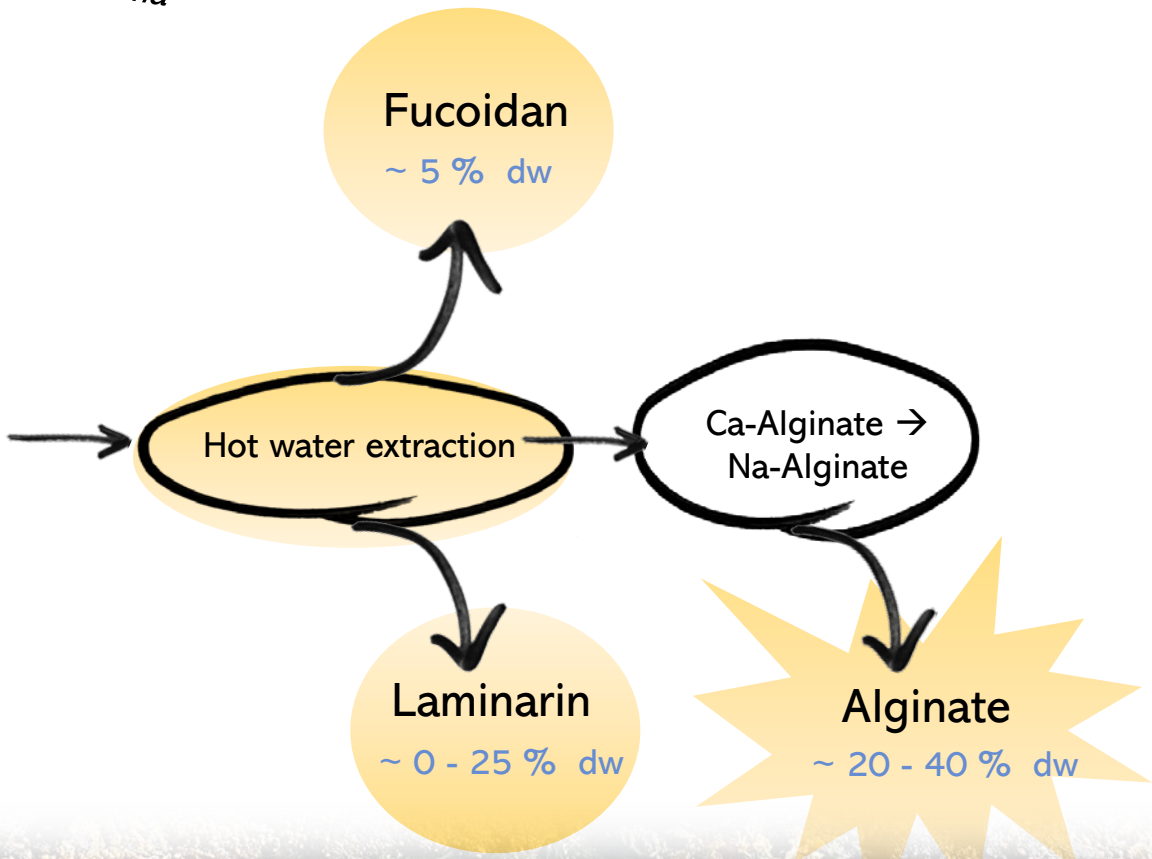 Fucoidan
~ 5 % dw
Hot water extraction
Ca-Alginate →
Na-Alginate
Laminarin
~ 0 - 25 % dw
Alginate
~ 20 - 40 % dw